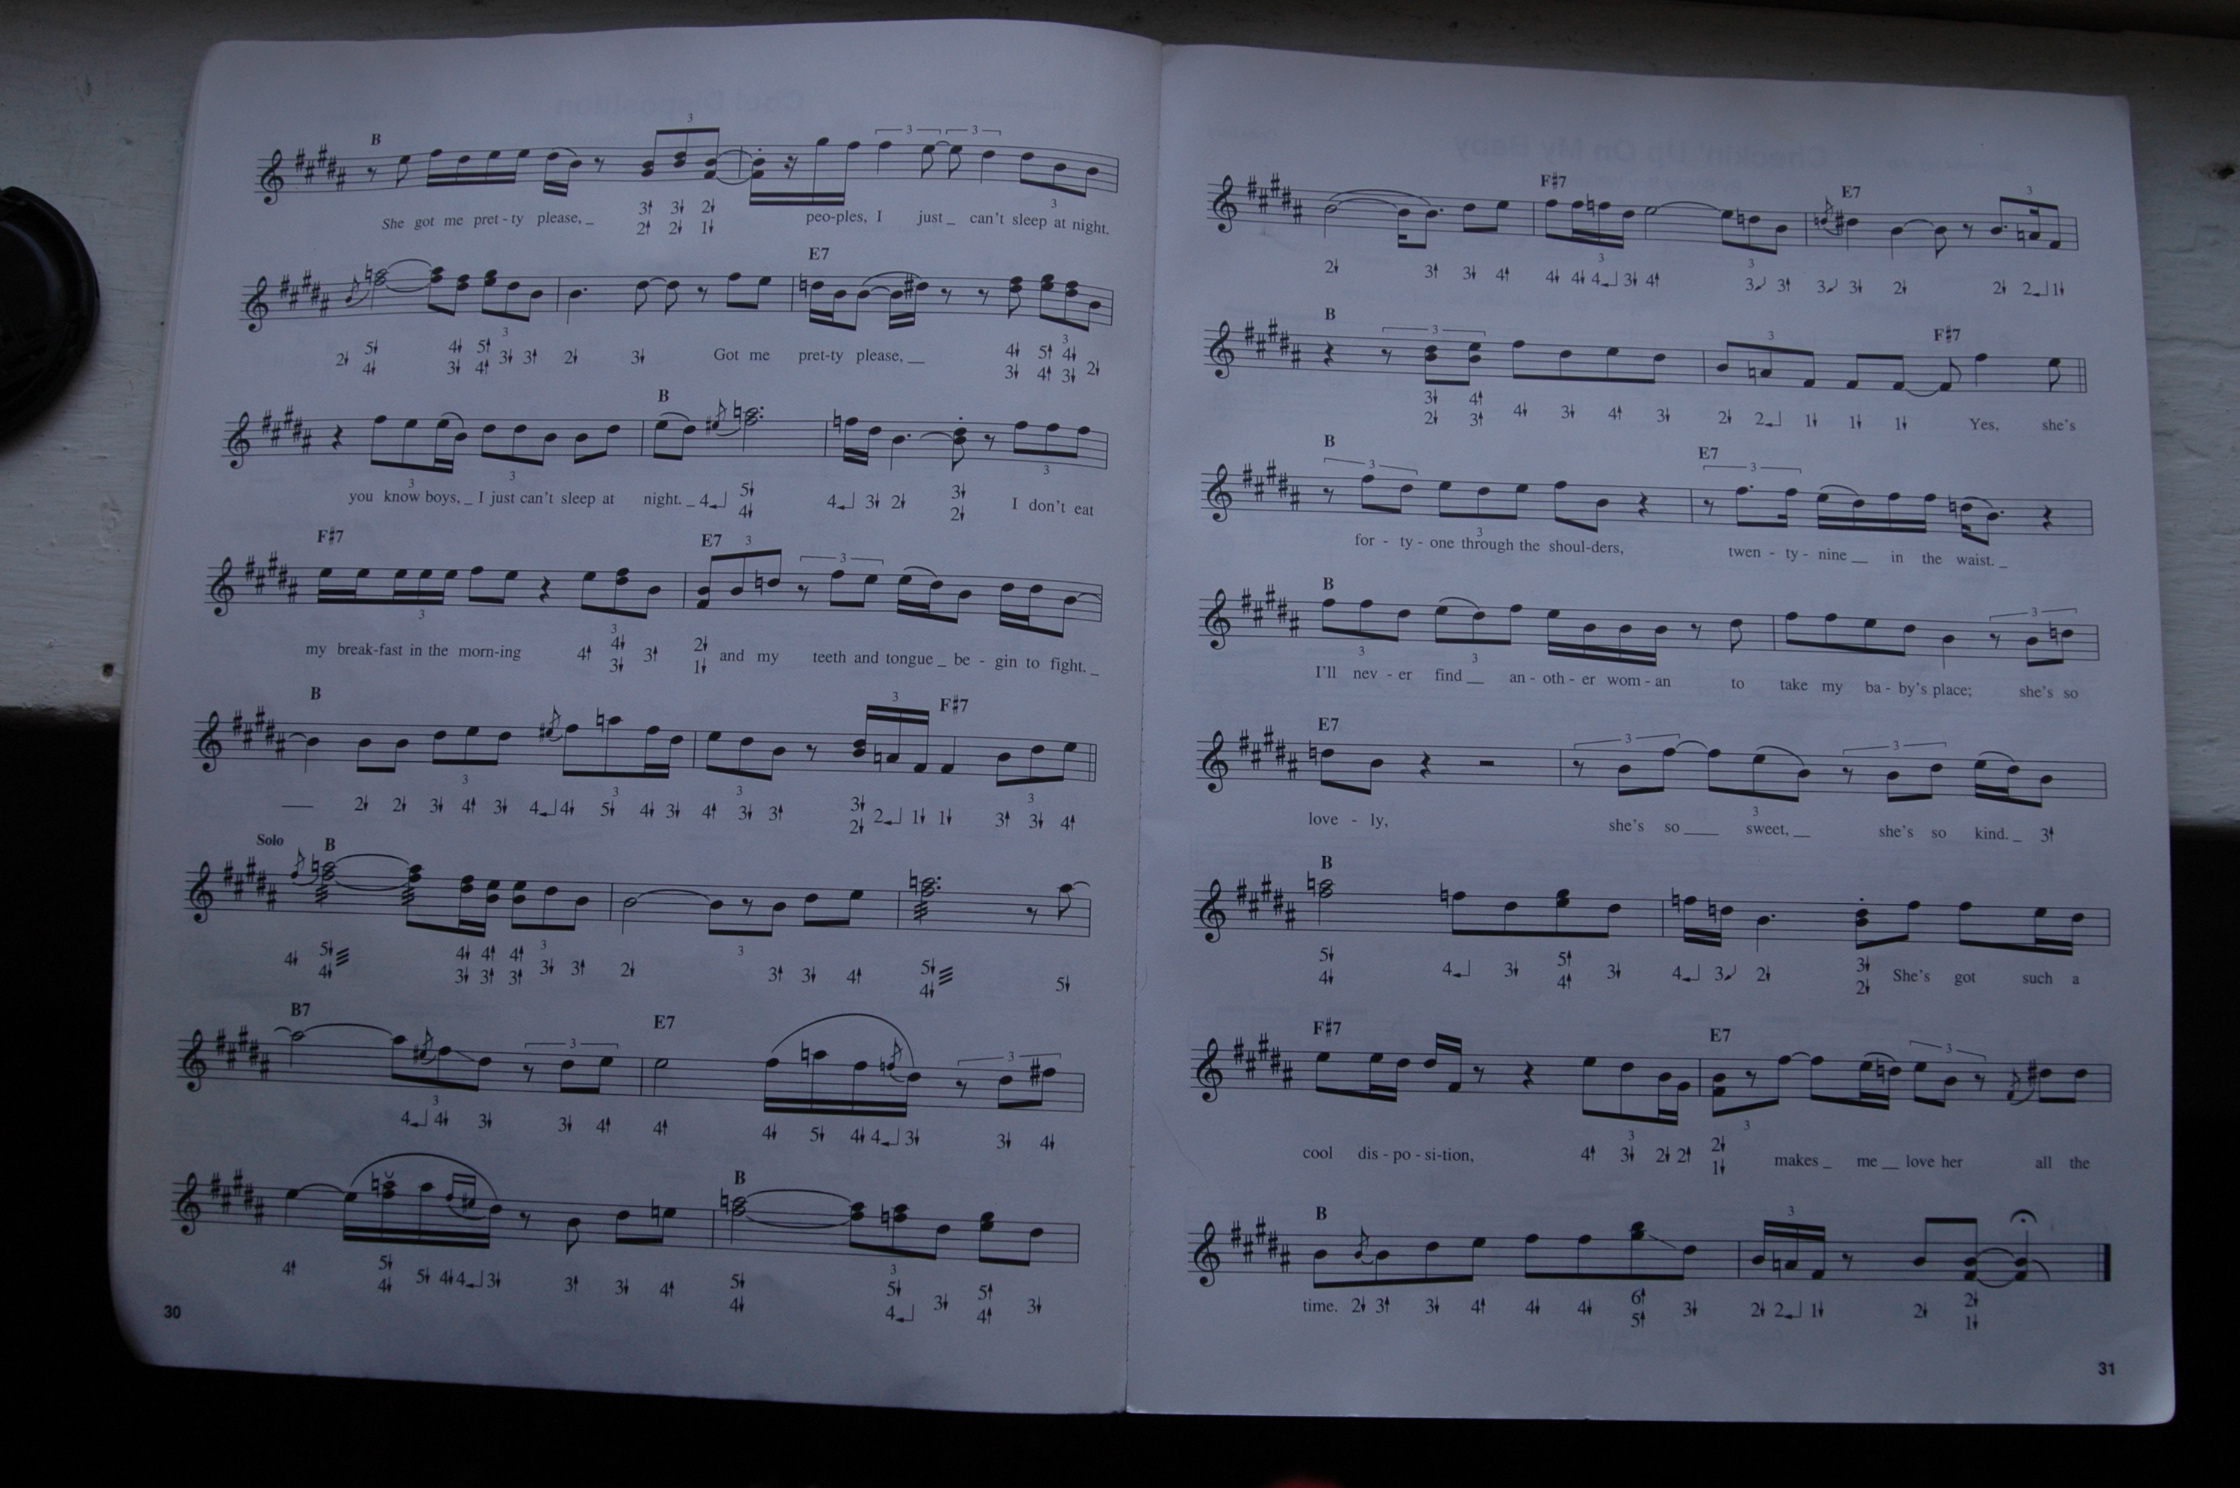 B
3 3 3
She got me pret - ty please, _ 3↑ 3↓ 2↓ peo-ples, I just _ can't sleep at night.
2↑ 2↓ 1↓
E7
2↓ 5↓ 4↓ 5↑ 3↓ 3↑ 2↓ 3↓ Got me pret-ty please, __ 4↓ 5↑ 4↓ 2↓
4↓ 3↓ 4↑ 3↓ 4↑ 3↓
B
you know boys, _ I just can't sleep at night. _ 4↲ 5↓ 4↲ 3↓ 2↓ 3↓ I don't eat
4↓ 2↓
F#7 E7
my break-fast in the morn-ing 4↑ 4↓ 3↑ 2↓ and my teeth and tongue _ be - gin to fight. _
3↓ 1↓
B F#7
2↓ 2↓ 3↓ 4↑ 3↓ 4↲ 4↓ 5↓ 4↓ 3↓ 4↑ 3↓ 3↑ 3↓ 2↲ 1↓ 1↓ 3↑ 3↓ 4↑
2↓
Solo B
4↓ 5↓ 4↓ 4↑ 4↑ 3↓ 3↑ 2↓ 3↑ 3↓ 4↑ 5↓ 5↓
4↓ 3↓ 3↑ 3↑ 4↓
B7 E7
4↲ 4↓ 3↓ 3↓ 4↑ 4↑ 4↓ 5↓ 4↓ 4↲ 3↓ 3↓ 4↓
B
4↑ 5↓ 5↓ 4↓ 4↲ 3↓ 3↑ 3↓ 4↑ 5↓ 5↓ 3↓ 5↑ 3↓
4↓ 4↓ 4↲ 4↑
30
F#7 E7
2↓ 3↑ 3↓ 4↑ 4↓ 4↓ 4↲ 3↓ 4↑ 3⤶ 3↑ 3⤶ 3↓ 2↓ 2↓ 2↲ 1↓
B F#7
3↓ 4↑ 4↓ 3↓ 4↑ 3↓ 2↓ 2↲ 1↓ 1↓ 1↓ Yes, she's
2↓ 3↑
B E7
for - ty - one through the shoul-ders, twen - ty - nine __ in the waist. _
B
I'll nev - er find __ an - oth - er wom - an to take my ba - by's place; she's so
E7
love - ly, she's so ___ sweet, __ she's so kind. _ 3↑
B
5↓ 4↲ 3↓ 5↑ 3↓ 4↲ 3⤶ 2↓ 3↓ She's got such a
4↓ 4↑ 2↓
F#7 E7
cool dis - po - si-tion, 4↑ 3↓ 2↓ 2↑ 2↓ makes _ me __ love her all the
1↓
B
time. 2↓ 3↑ 3↓ 4↑ 4↓ 4↓ 6↑ 3↓ 2↓ 2↲ 1↓ 2↓ 2↓
5↑ 1↓
31